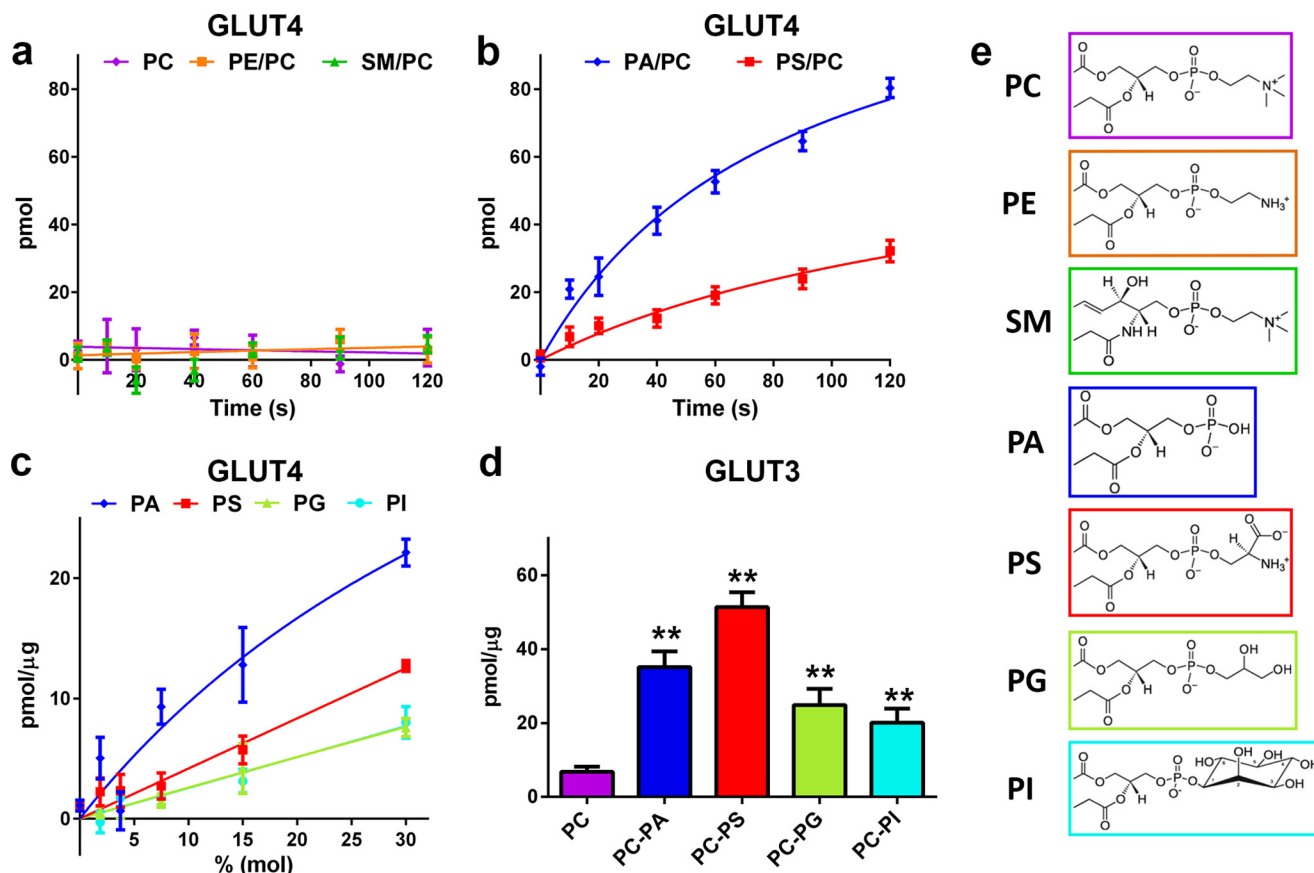 a
GLUT4
PC PE/PC SM/PC
pmol
80
60
40
20
0
20 40 60 80 100 120
Time (s)
b
GLUT4
PA/PC PS/PC
pmol
80
60
40
20
0
20 40 60 80 100 120
Time (s)
c
GLUT4
PA PS PG PI
pmol/μg
20
10
0
5 10 15 20 25 30
% (mol)
d
GLUT3
pmol/μg
60
40
20
0
** ** ** **
PC PC-PA PC-PS PC-PG PC-PI
e
PC
PE
SM
PA
PS
PG
PI